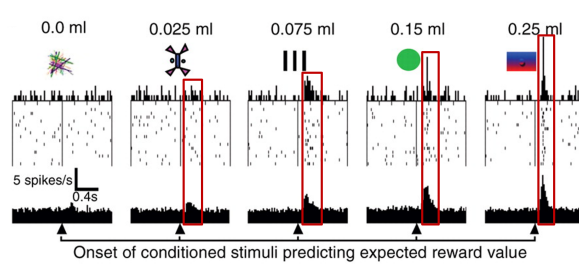 0.0 ml 0.025 ml 0.075 ml 0.15 ml 0.25 ml
5 spikes/s
0.4s
Onset of conditioned stimuli predicting expected reward value